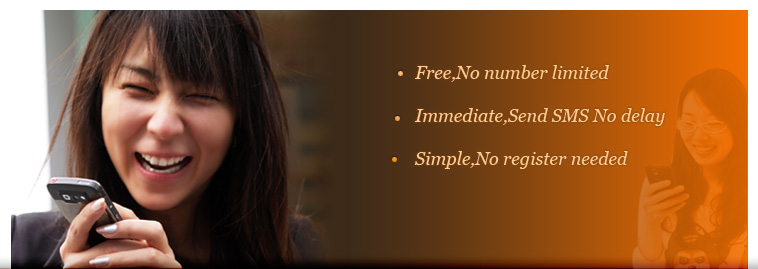 Free,No number limited
Immediate,Send SMS No delay
Simple,No register needed